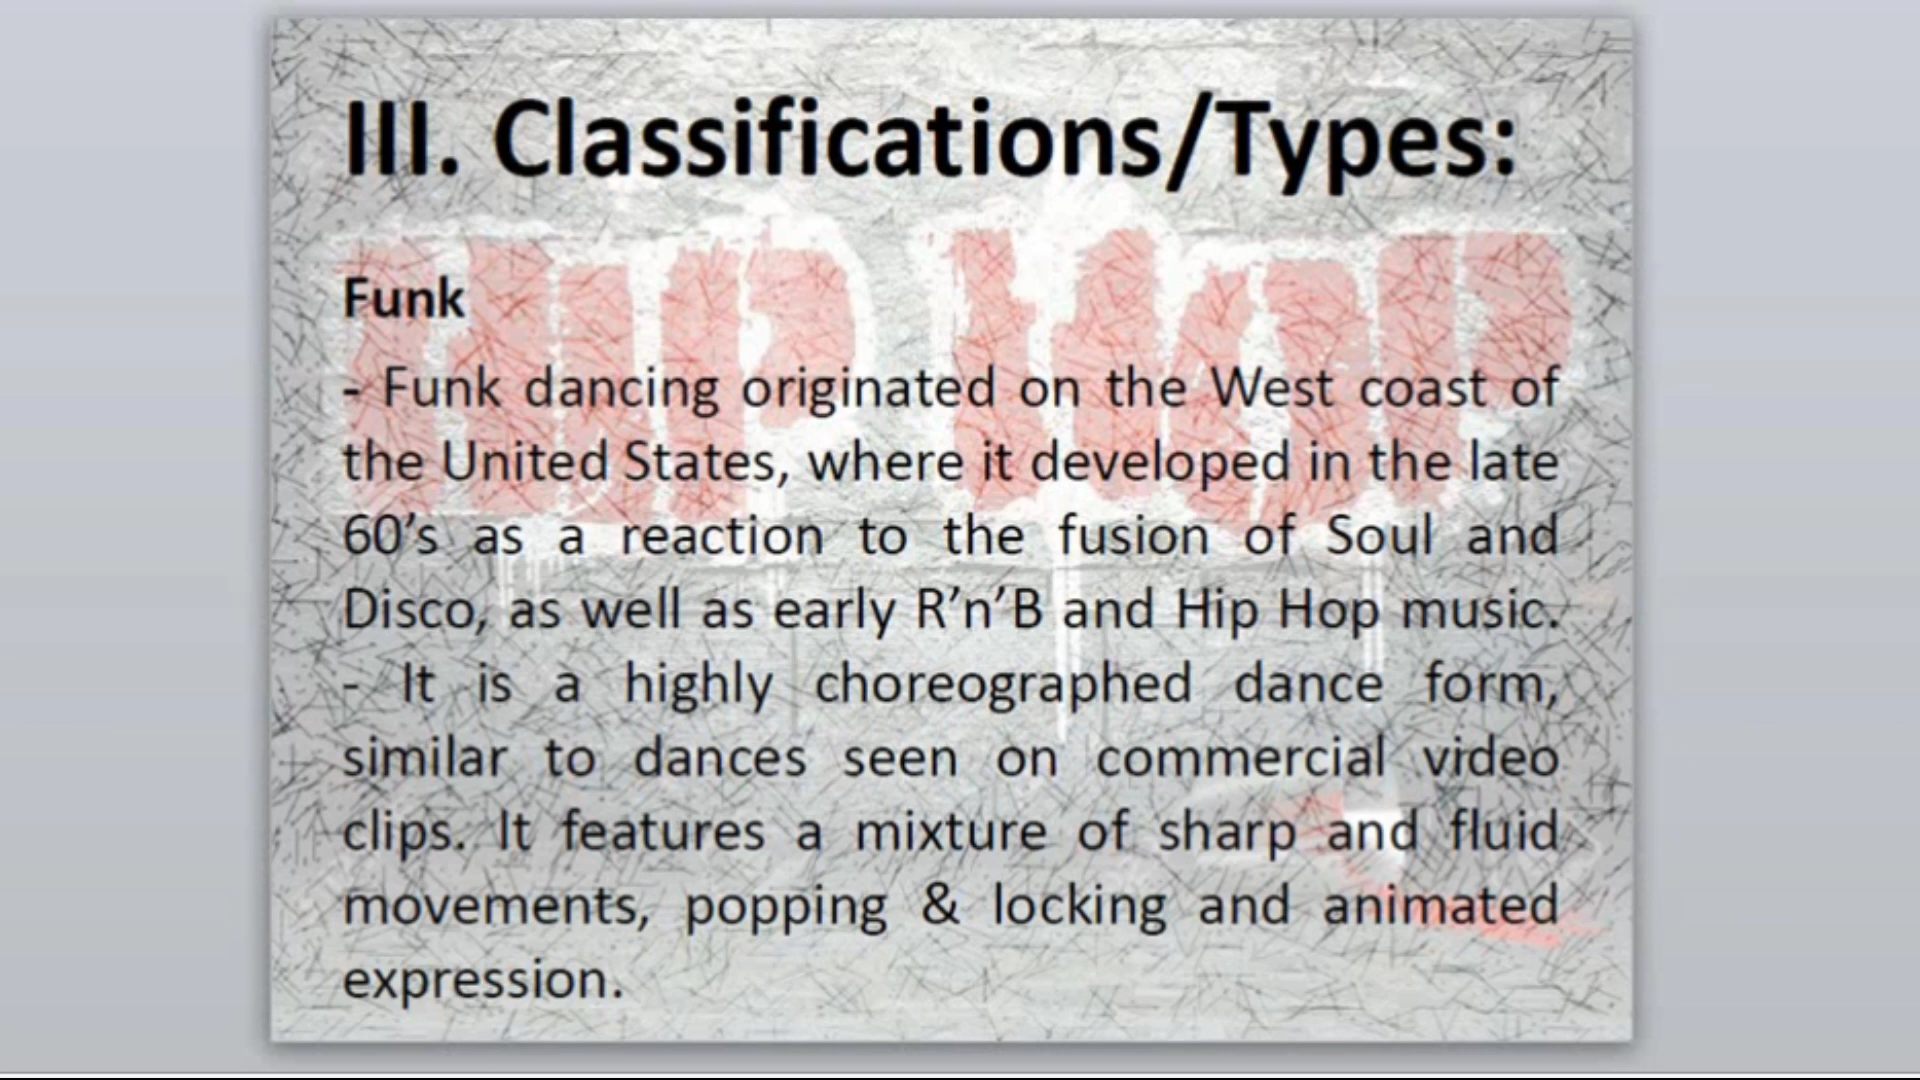 III. Classifications/Types:
HIP HOP
Funk
- Funk dancing originated on the West coast of
the United States, where it developed in the late
60’s as a reaction to the fusion of Soul and
Disco, as well as early R’n’B and Hip Hop music.
- It is a highly choreographed dance form,
similar to dances seen on commercial video
clips. It features a mixture of sharp and fluid
movements, popping & locking and animated
expression.